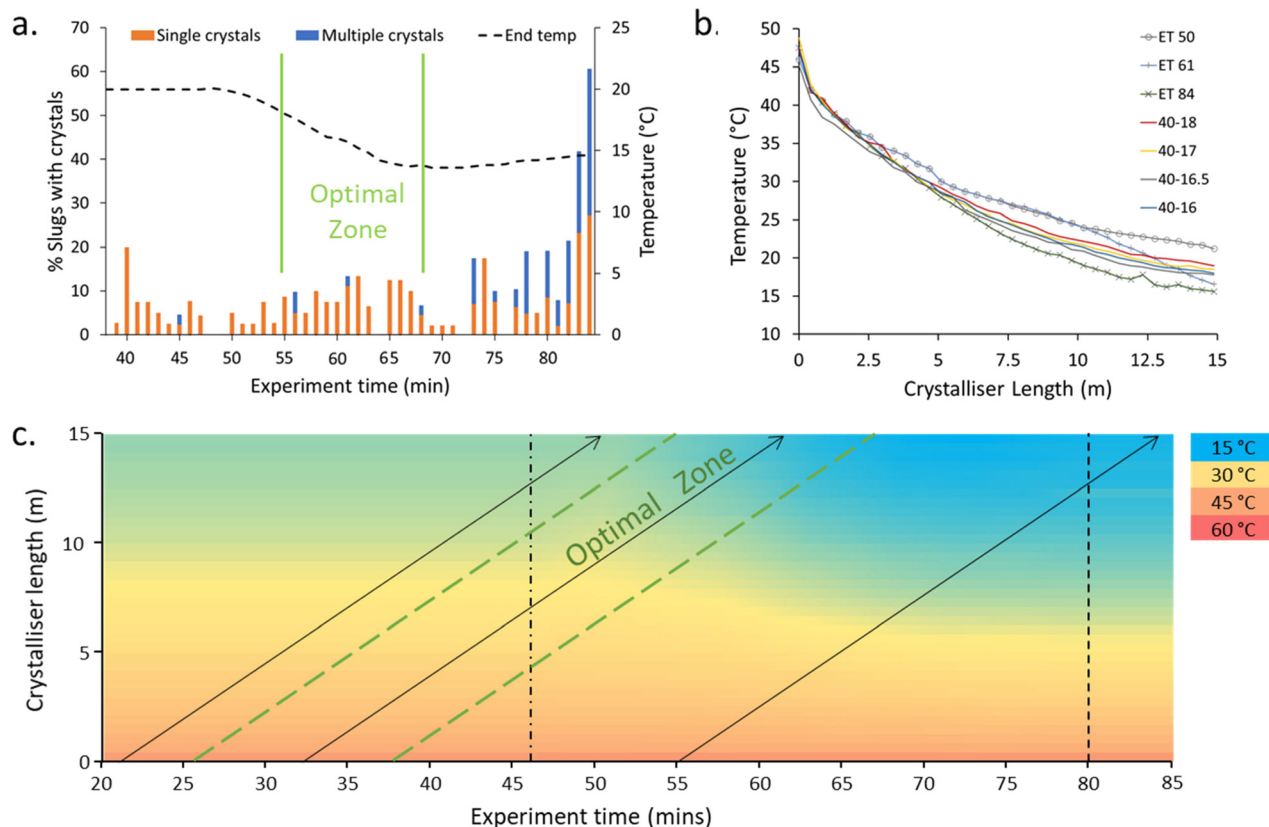 a.
Single crystals Multiple crystals End temp
70
60
50
40
30
20
10
0
% Slugs with crystals
25
20
15
10
5
0
Temperature (°C)
Optimal
Zone
40 45 50 55 60 65 70 75 80
Experiment time (min)
b.
50
45
40
35
30
25
20
15
10
Temperature (°C)
ET 50
ET 61
ET 84
40-18
40-17
40-16.5
40-16
0 2.5 5 7.5 10 12.5 15
Crystalliser Length (m)
c.
15
10
5
0
Crystalliser length (m)
Optimal Zone
15 °C
30 °C
45 °C
60 °C
20 25 30 35 40 45 50 55 60 65 70 75 80 85
Experiment time (mins)